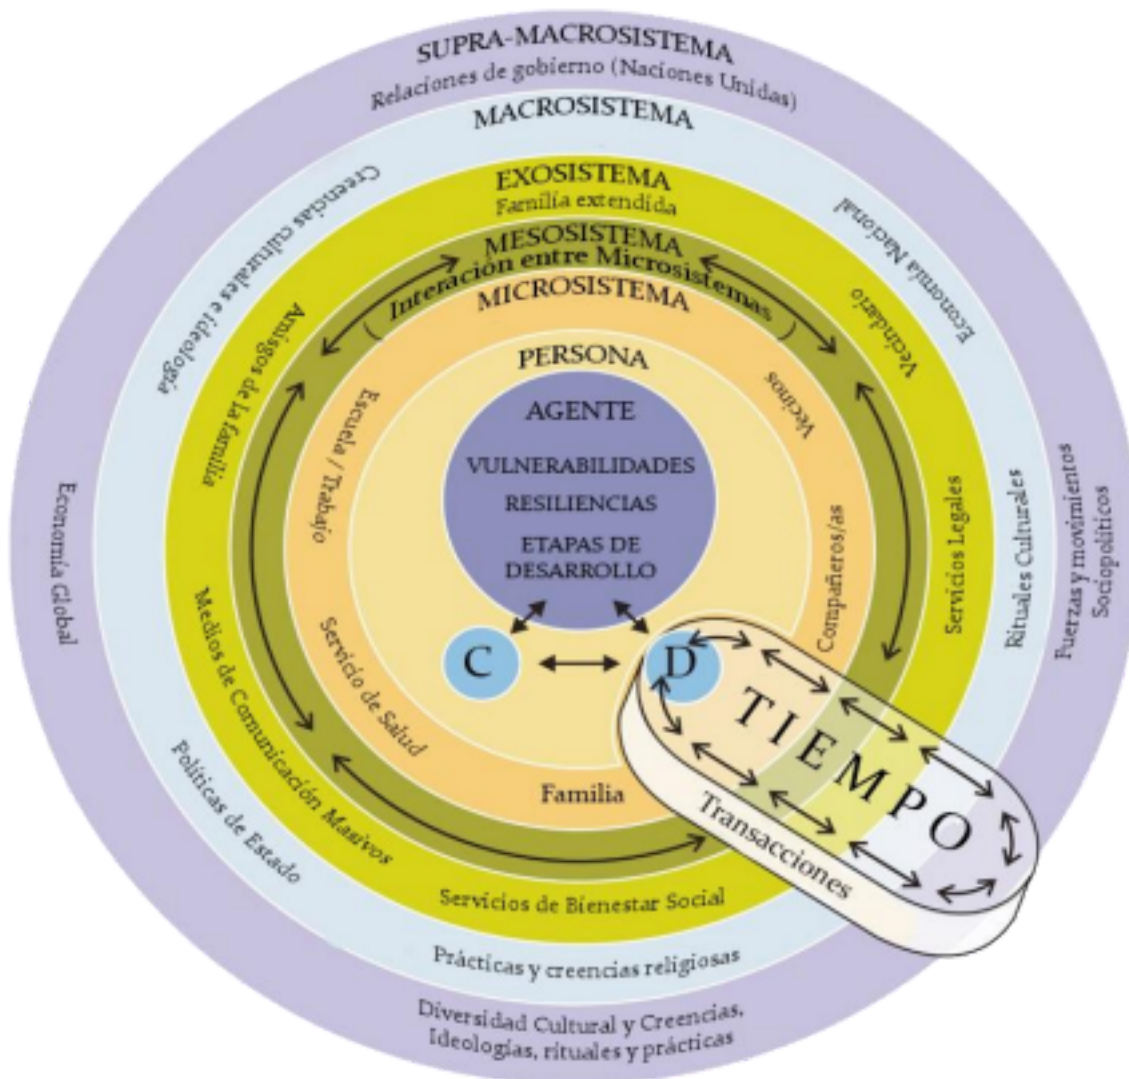 SUPRA-MACROSISTEMA
Relaciones de gobierno (Naciones Unidas)
MACROSISTEMA
EXOSISTEMA
Familía extendida
MESOSISTEMA
( Interación entre Microsistemas )
MICROSISTEMA
PERSONA
AGENTE
VULNERABILIDADES
RESILIENCIAS
ETAPAS DE
DESARROLLO
C
D
TIEMPO
Transacciones
Vecinos
Compañeros/as
Escuela / Trabajo
Servicio de Salud
Familia
Vecindario
Servicios Legales
Amisgos de la familia
Medios de Comunicación Masivos
Servicios de Bienestar Social
Creencias culturales e ideología
Economía Nacional
Rituales Culturales
Políticas de Estado
Prácticas y creencias religiosas
Economía Global
Fuerzas y movimientos
Sociopolíticos
Diversidad Cultural y Creencias,
Ideologías, rituales y prácticas